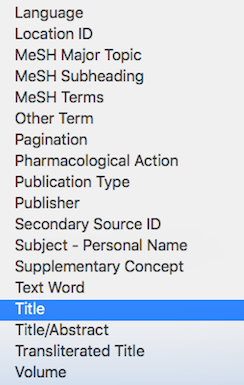 Language
Location ID
MeSH Major Topic
MeSH Subheading
MeSH Terms
Other Term
Pagination
Pharmacological Action
Publication Type
Publisher
Secondary Source ID
Subject - Personal Name
Supplementary Concept
Text Word
Title
Title/Abstract
Transliterated Title
Volume